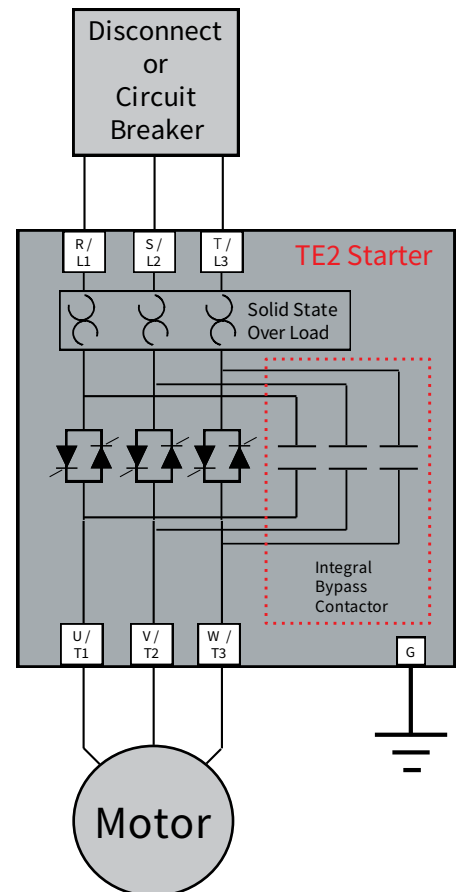 Disconnect
or
Circuit
Breaker
R /
L1
S /
L2
T /
L3
TE2 Starter
Solid State
Over Load
Integral
Bypass
Contactor
U /
T1
V /
T2
W /
T3
G
Motor